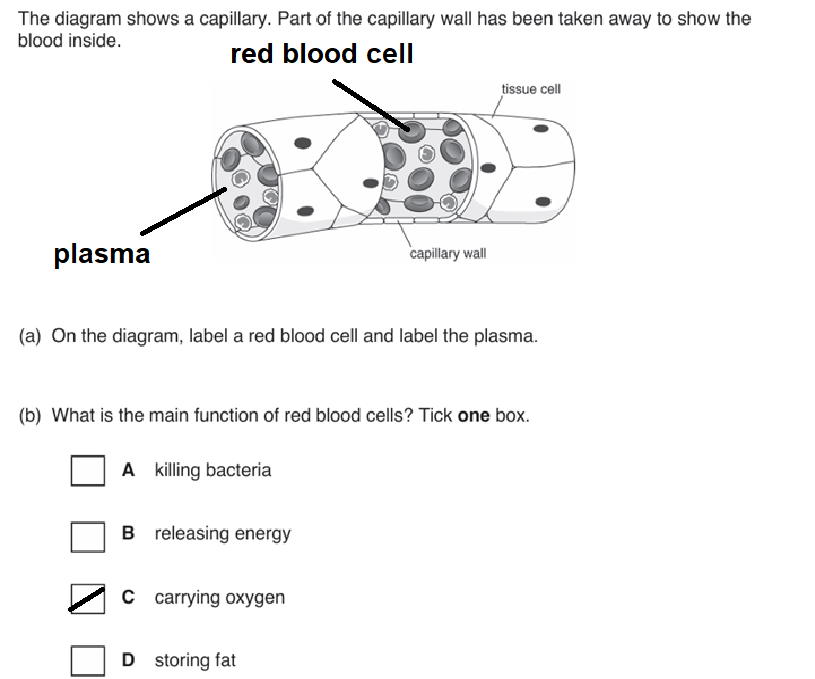 The diagram shows a capillary. Part of the capillary wall has been taken away to show the
blood inside.
red blood cell
tissue cell
plasma
capillary wall
(a) On the diagram, label a red blood cell and label the plasma.
(b) What is the main function of red blood cells? Tick one box.
A killing bacteria
B releasing energy
C carrying oxygen
D storing fat